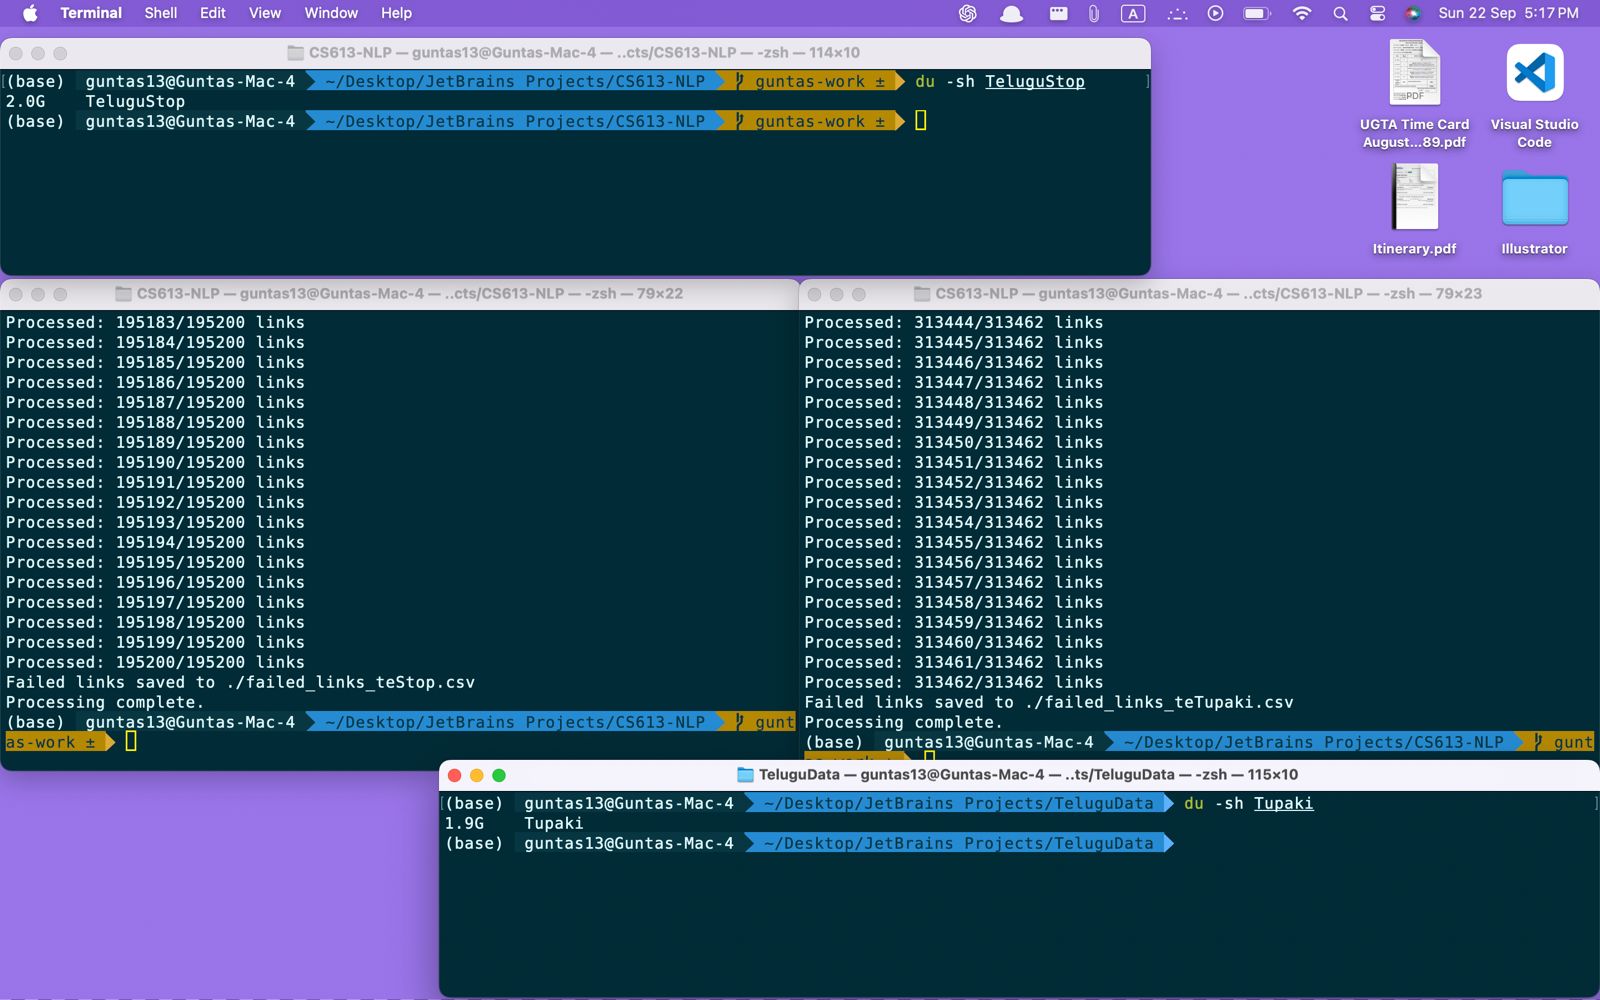 Terminal Shell Edit View Window Help A Sun 22 Sep 5:17 PM
CS613-NLP — guntas13@Guntas-Mac-4 — ..cts/CS613-NLP — -zsh — 114×10
(base) guntas13@Guntas-Mac-4 ~/Desktop/JetBrains Projects/CS613-NLP guntas-work ± du -sh TeluguStop
2.0G TeluguStop
(base) guntas13@Guntas-Mac-4 ~/Desktop/JetBrains Projects/CS613-NLP guntas-work ±
PDF
UGTA Time Card
August...89.pdf
Visual Studio
Code
Itinerary.pdf
Illustrator
CS613-NLP — guntas13@Guntas-Mac-4 — ..cts/CS613-NLP — -zsh — 79×22
Processed: 195183/195200 links
Processed: 195184/195200 links
Processed: 195185/195200 links
Processed: 195186/195200 links
Processed: 195187/195200 links
Processed: 195188/195200 links
Processed: 195189/195200 links
Processed: 195190/195200 links
Processed: 195191/195200 links
Processed: 195192/195200 links
Processed: 195193/195200 links
Processed: 195194/195200 links
Processed: 195195/195200 links
Processed: 195196/195200 links
Processed: 195197/195200 links
Processed: 195198/195200 links
Processed: 195199/195200 links
Processed: 195200/195200 links
Failed links saved to ./failed_links_teStop.csv
Processing complete.
(base) guntas13@Guntas-Mac-4 ~/Desktop/JetBrains Projects/CS613-NLP gunt
as-work ±
CS613-NLP — guntas13@Guntas-Mac-4 — ..cts/CS613-NLP — -zsh — 79×23
Processed: 313444/313462 links
Processed: 313445/313462 links
Processed: 313446/313462 links
Processed: 313447/313462 links
Processed: 313448/313462 links
Processed: 313449/313462 links
Processed: 313450/313462 links
Processed: 313451/313462 links
Processed: 313452/313462 links
Processed: 313453/313462 links
Processed: 313454/313462 links
Processed: 313455/313462 links
Processed: 313456/313462 links
Processed: 313457/313462 links
Processed: 313458/313462 links
Processed: 313459/313462 links
Processed: 313460/313462 links
Processed: 313461/313462 links
Processed: 313462/313462 links
Failed links saved to ./failed_links_teTupaki.csv
Processing complete.
(base) guntas13@Guntas-Mac-4 ~/Desktop/JetBrains Projects/CS613-NLP gunt
TeluguData — guntas13@Guntas-Mac-4 — ..ts/TeluguData — -zsh — 115×10
(base) guntas13@Guntas-Mac-4 ~/Desktop/JetBrains Projects/TeluguData du -sh Tupaki
1.9G Tupaki
(base) guntas13@Guntas-Mac-4 ~/Desktop/JetBrains Projects/TeluguData